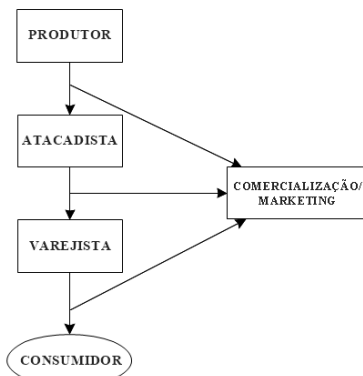 PRODUTOR
ATACADISTA
COMERCIALIZAÇÃO/
MARKETING
VAREJISTA
CONSUMIDOR